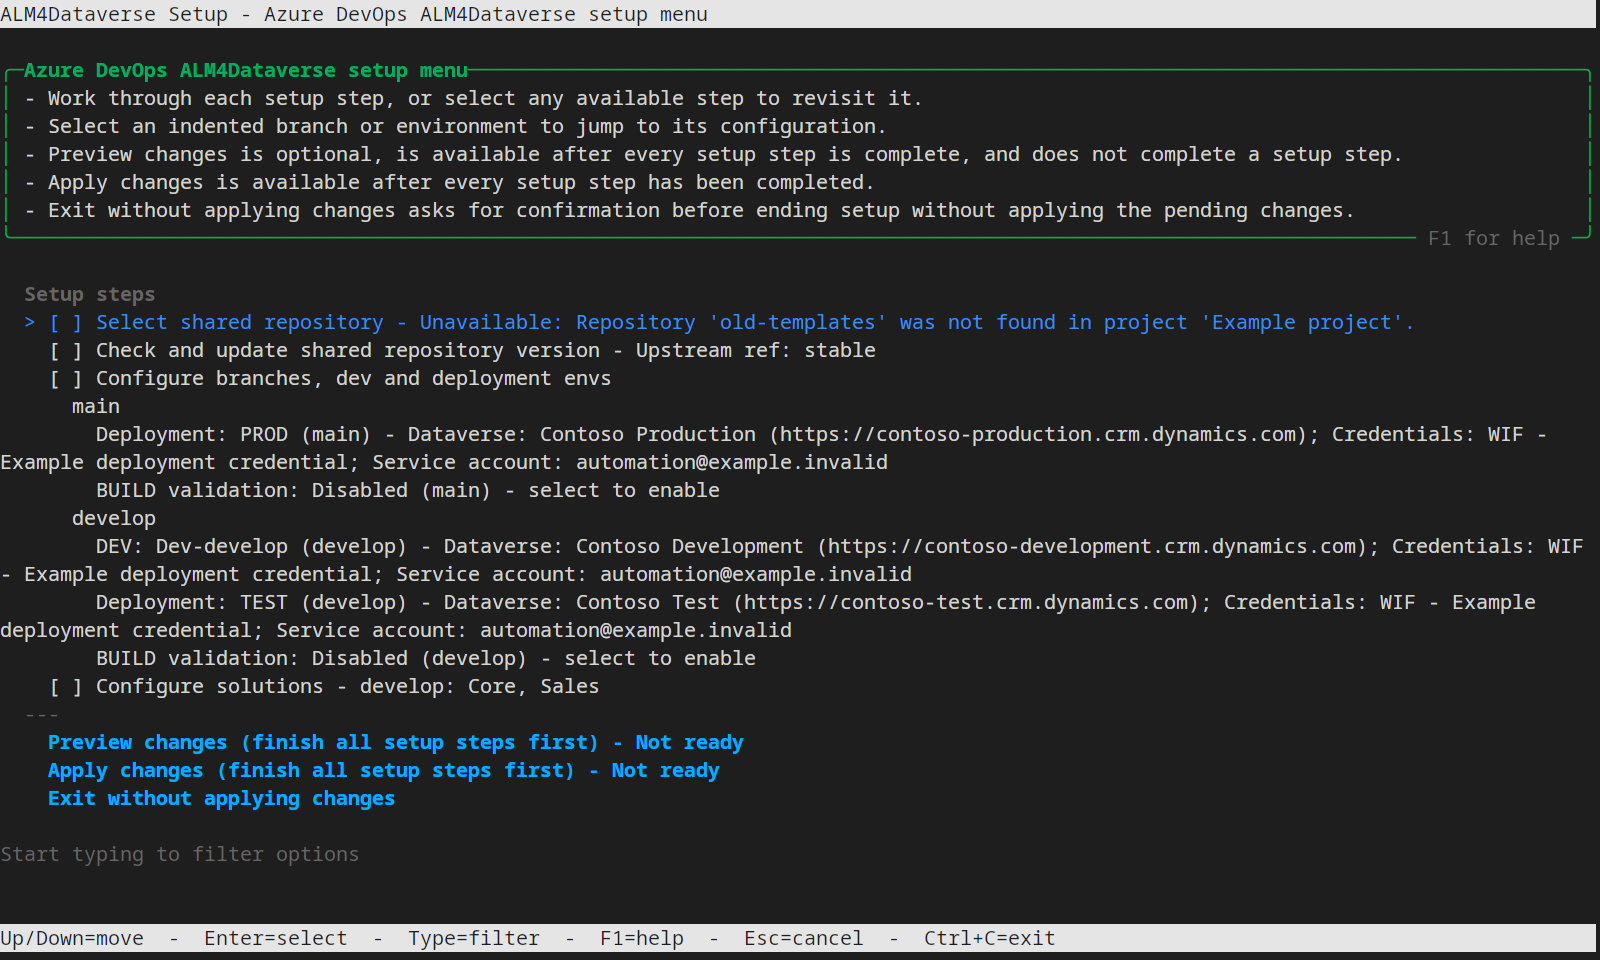 ALM4Dataverse Setup - Azure DevOps ALM4Dataverse setup menu
Azure DevOps ALM4Dataverse setup menu
- Work through each setup step, or select any available step to revisit it.
- Select an indented branch or environment to jump to its configuration.
- Preview changes is optional, is available after every setup step is complete, and does not complete a setup step.
- Apply changes is available after every setup step has been completed.
- Exit without applying changes asks for confirmation before ending setup without applying the pending changes.
F1 for help
Setup steps
> [ ] Select shared repository - Unavailable: Repository 'old-templates' was not found in project 'Example project'.
[ ] Check and update shared repository version - Upstream ref: stable
[ ] Configure branches, dev and deployment envs
main
Deployment: PROD (main) - Dataverse: Contoso Production (https://contoso-production.crm.dynamics.com); Credentials: WIF -
Example deployment credential; Service account: automation@example.invalid
BUILD validation: Disabled (main) - select to enable
develop
DEV: Dev-develop (develop) - Dataverse: Contoso Development (https://contoso-development.crm.dynamics.com); Credentials: WIF
- Example deployment credential; Service account: automation@example.invalid
Deployment: TEST (develop) - Dataverse: Contoso Test (https://contoso-test.crm.dynamics.com); Credentials: WIF - Example
deployment credential; Service account: automation@example.invalid
BUILD validation: Disabled (develop) - select to enable
[ ] Configure solutions - develop: Core, Sales
---
Preview changes (finish all setup steps first) - Not ready
Apply changes (finish all setup steps first) - Not ready
Exit without applying changes
Start typing to filter options
Up/Down=move  -  Enter=select  -  Type=filter  -  F1=help  -  Esc=cancel  -  Ctrl+C=exit